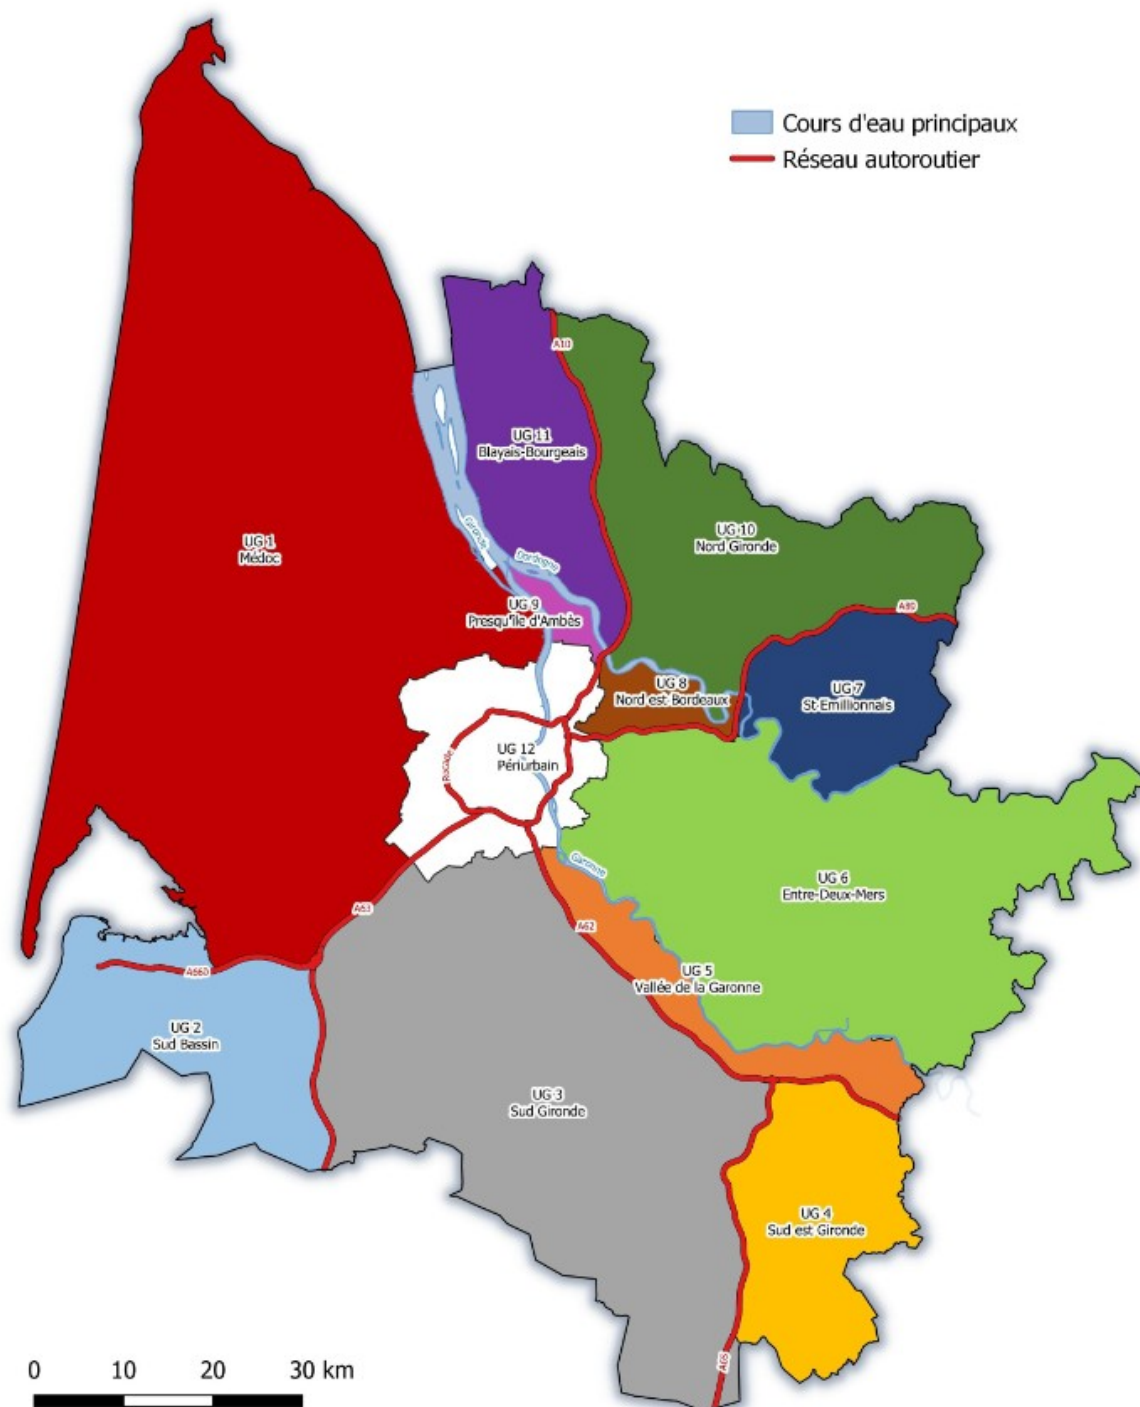 Cours d'eau principaux
Réseau autoroutier
A10
UG 11
Blayais-Bourgeais
UG 10
Nord Gironde
UG 1
Médoc
Gironde
Dordogne
UG 9
Presqu'ile d'Ambès
A89
UG 8
Nord est Bordeaux
UG 7
St Emillionnais
UG 12
Périurbain
Rocade
Garonne
UG 6
Entre-Deux-Mers
A63
A62
A660
UG 5
Vallée de la Garonne
UG 2
Sud Bassin
UG 3
Sud Gironde
UG 4
Sud est Gironde
A65
0 10 20 30 km